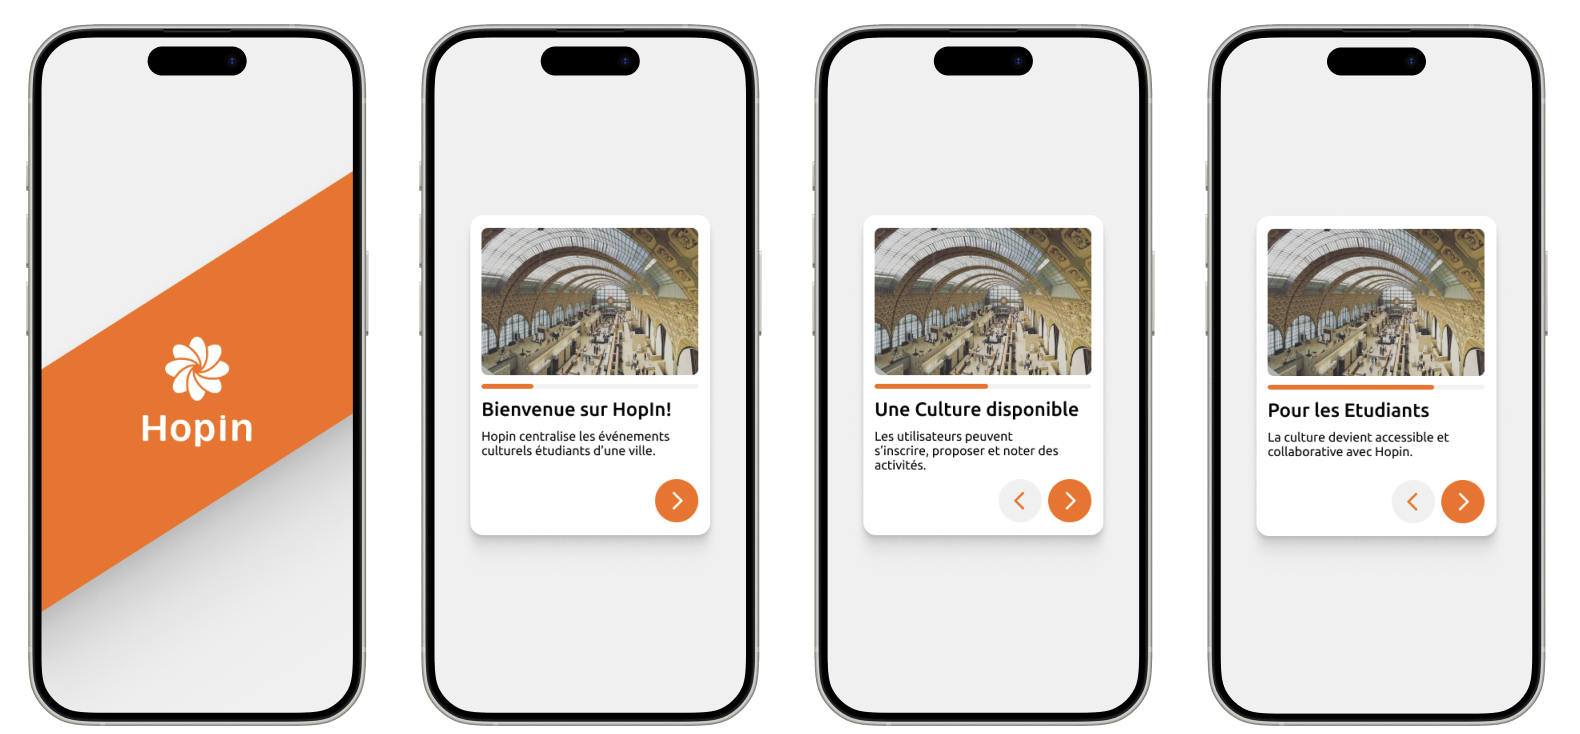 Hopin
Bienvenue sur HopIn!
Hopin centralise les événements
culturels étudiants d'une ville.
Une Culture disponible
Les utilisateurs peuvent
s'inscrire, proposer et noter des
activités.
Pour les Etudiants
La culture devient accessible et
collaborative avec Hopin.